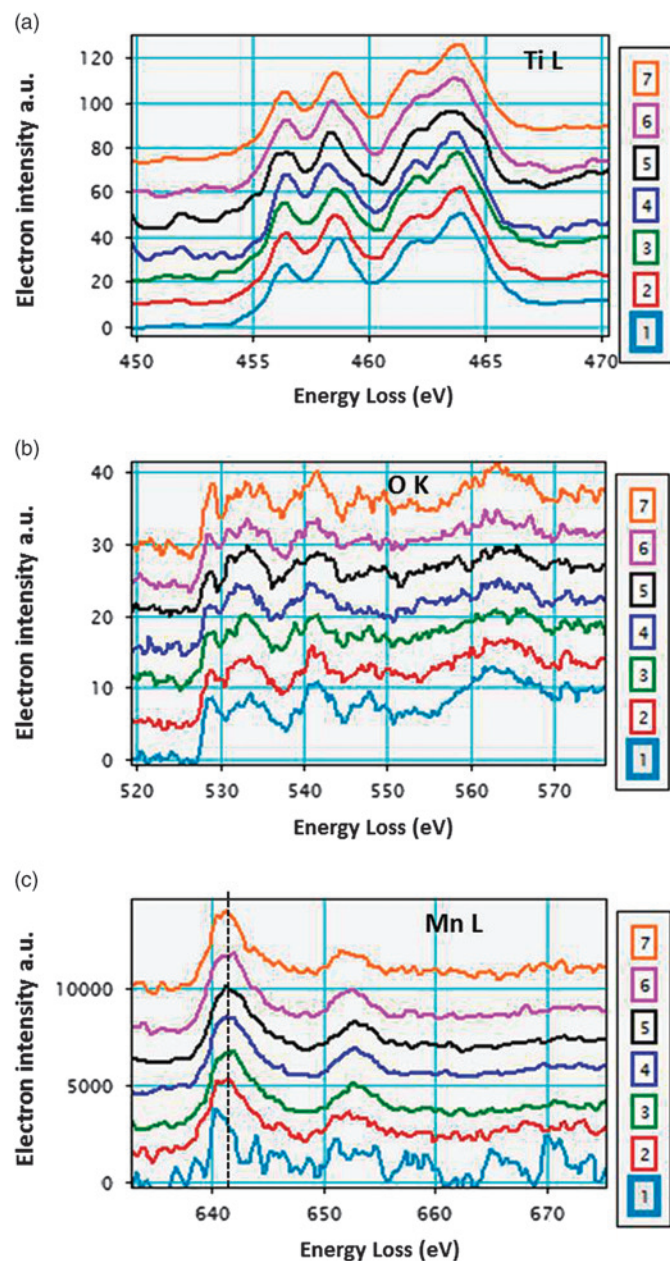 (a)
Ti L
Electron intensity a.u.
120
100
80
60
40
20
0
450 455 460 465 470
Energy Loss (eV)
7
6
5
4
3
2
1
(b)
O K
Electron intensity a.u.
40
30
20
10
0
520 530 540 550 560 570
Energy Loss (eV)
7
6
5
4
3
2
1
(c)
Mn L
Electron intensity a.u.
10000
5000
0
640 650 660 670
Energy Loss (eV)
7
6
5
4
3
2
1